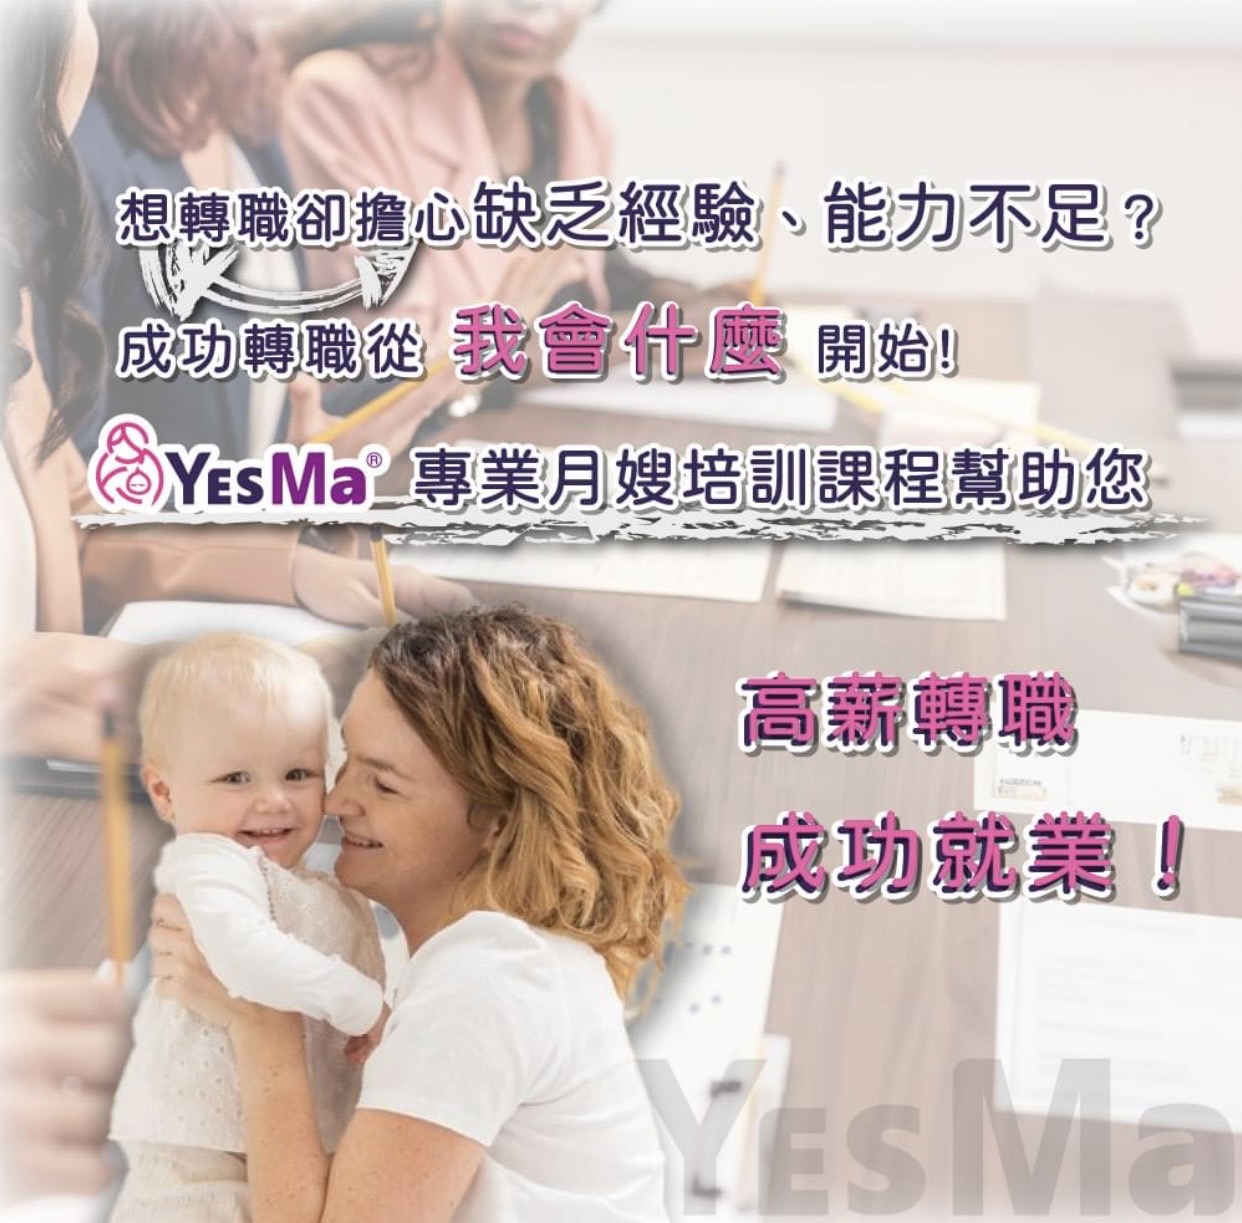 想轉職卻擔心缺乏經驗、能力不足?
成功轉職從 我會什麼 開始!
YesMa® 專業月嫂培訓課程幫助您
高薪轉職
成功就業!
YesMa